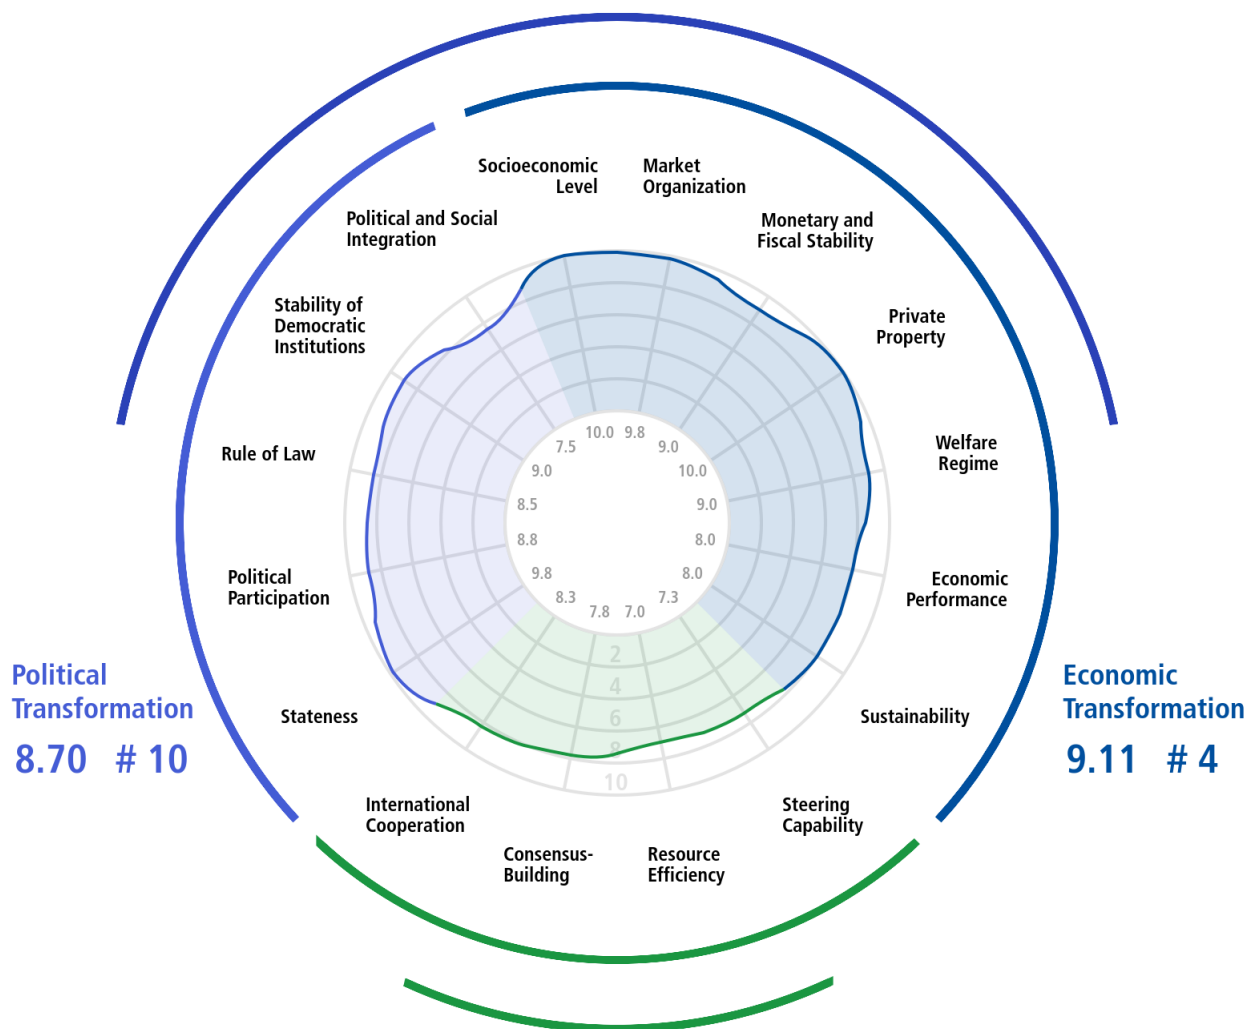 Socioeconomic
Level
Market
Organization
Political and Social
Integration
Monetary and
Fiscal Stability
Stability of
Democratic
Institutions
Private
Property
Rule of Law
Welfare
Regime
Political
Participation
Economic
Performance
Stateness
Sustainability
International
Cooperation
Steering
Capability
Consensus-
Building
Resource
Efficiency
10.0
9.8
7.5
9.0
9.0
10.0
8.5
9.0
8.8
8.0
9.8
8.0
8.3
7.3
7.8
7.0
2
4
6
8
10
Political
Transformation
8.70 # 10
Economic
Transformation
9.11 # 4